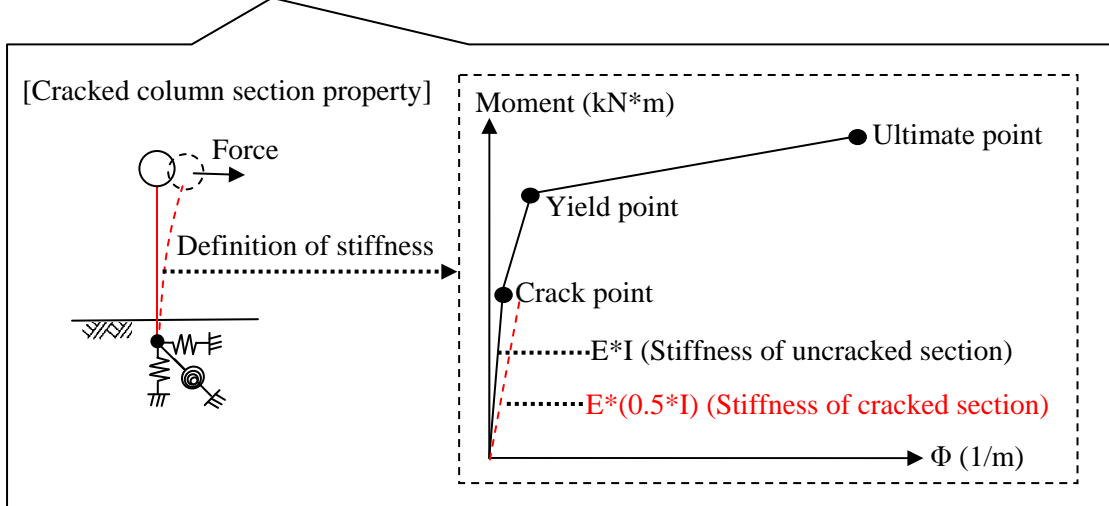 [Cracked column section property]
Force
Definition of stiffness
Moment (kN*m)
Ultimate point
Yield point
Crack point
E*I (Stiffness of uncracked section)
E*(0.5*I) (Stiffness of cracked section)
Φ (1/m)